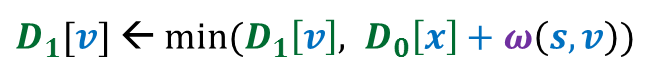 D₁[v] ← min(D₁[v], D₀[x] + ω(s,v))